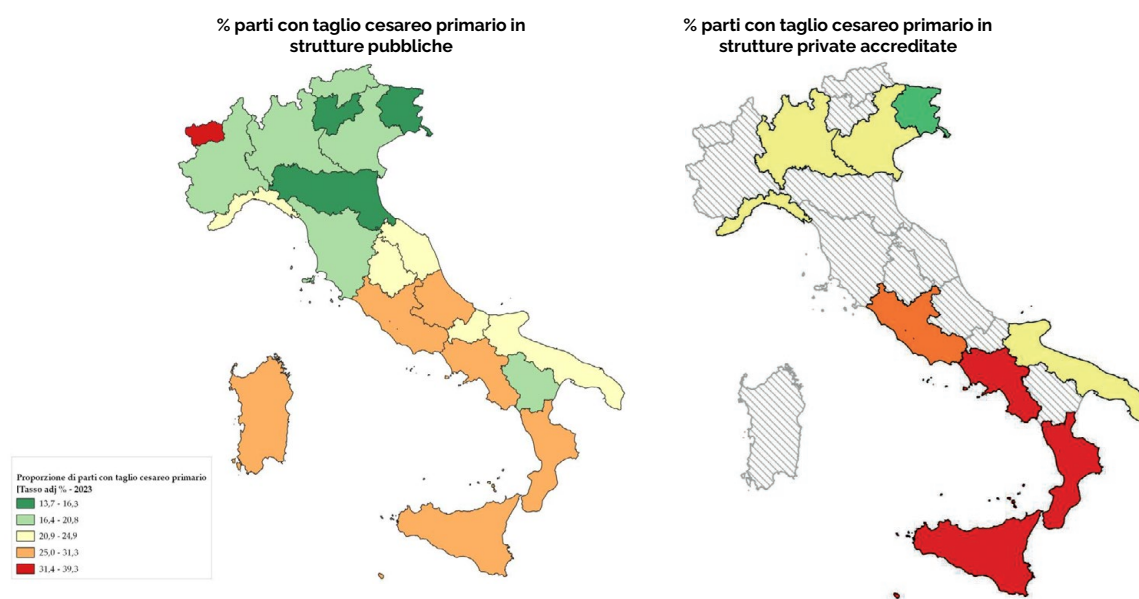 % parti con taglio cesareo primario in
strutture pubbliche
% parti con taglio cesareo primario in
strutture private accreditate
Proporzione di parti con taglio cesareo primario
[Tasso adj % - 2023
13,7 - 16,3
16,4 - 20,8
20,9 - 24,9
25,0 - 31,3
31,4 - 39,3